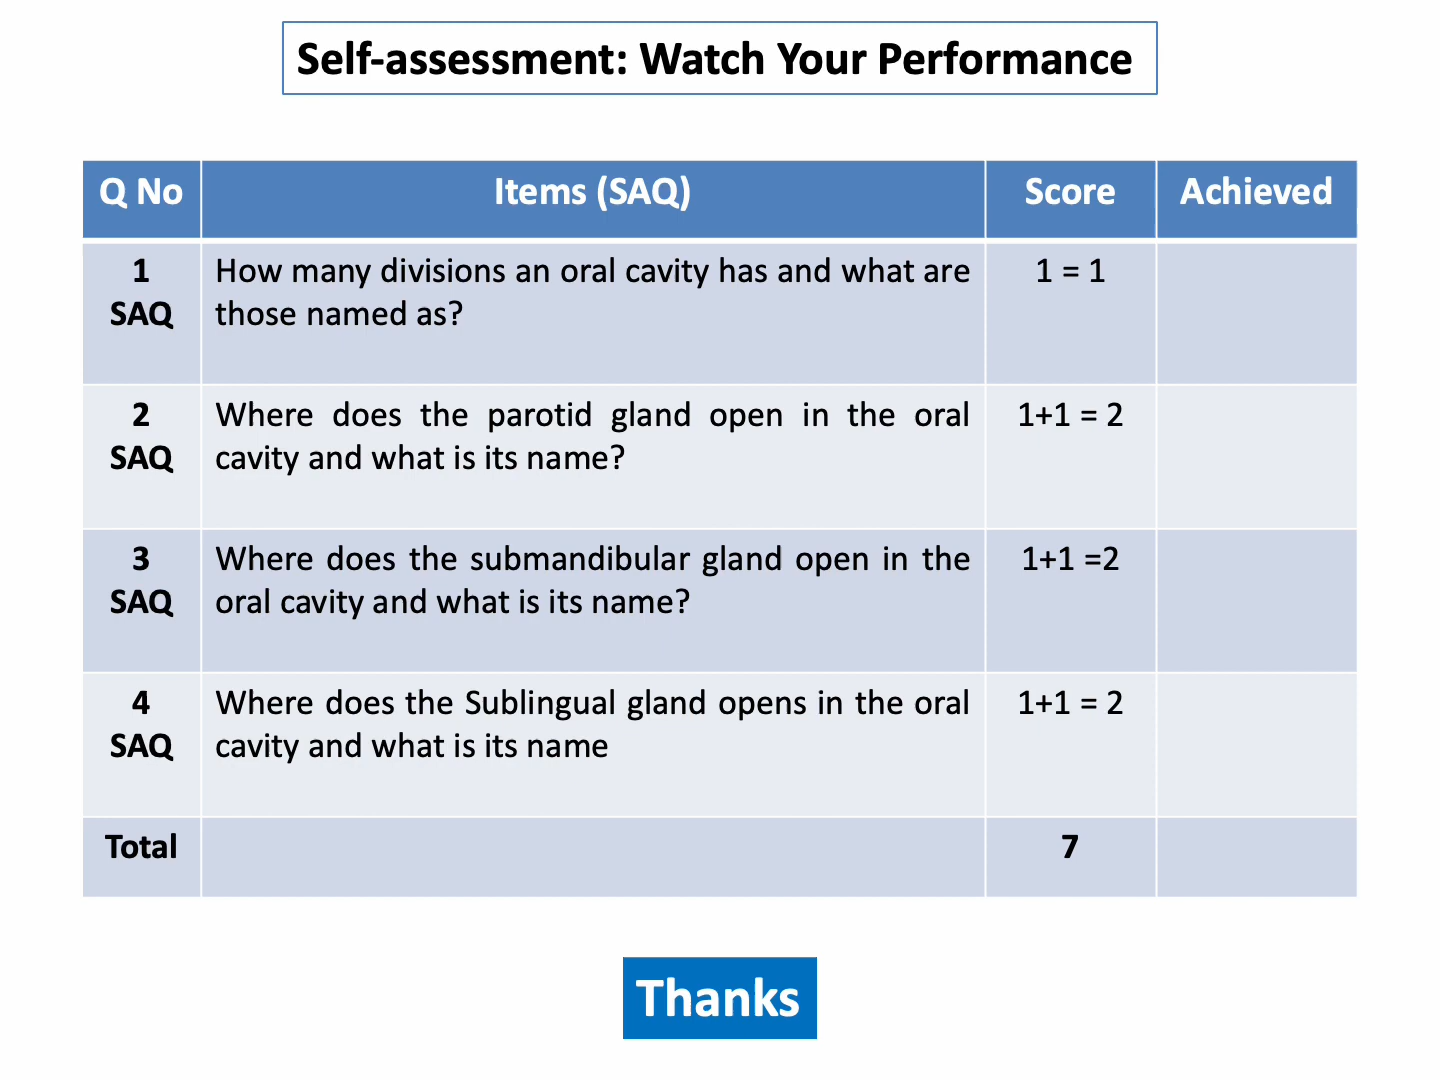 Self-assessment: Watch Your Performance
Q No Items (SAQ) Score Achieved
1 How many divisions an oral cavity has and what are 1 = 1
SAQ those named as?
2 Where does the parotid gland open in the oral 1+1 = 2
SAQ cavity and what is its name?
3 Where does the submandibular gland open in the 1+1 =2
SAQ oral cavity and what is its name?
4 Where does the Sublingual gland opens in the oral 1+1 = 2
SAQ cavity and what is its name
Total 7
Thanks